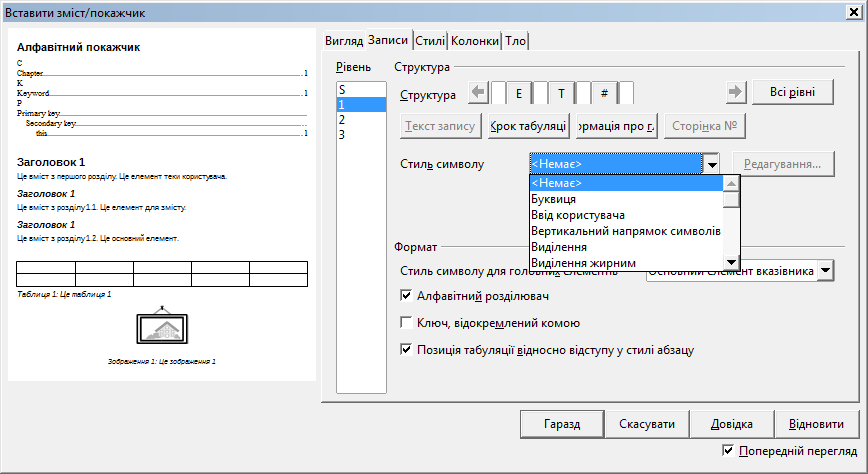 Вставити зміст/покажчик
Алфавітний покажчик
C
Chapter 1
K
Keyword 1
P
Primary key
Secondary key
this 1
Заголовок 1
Це вміст з першого розділу. Це елемент теки користувача.
Заголовок 1
Це вміст з розділу1.1. Це елемент для змісту.
Заголовок 1
Це вміст з розділу1.2. Це основний елемент.
Таблиця 1: Це таблиця 1
Зображення 1: Це зображення 1
Вигляд Записи Стилі Колонки Тло
Рівень
S
1
2
3
Структура
Структура E T # Всі рівні
Текст запису Крок табуляці ормація про г. Сторінка №
Стиль символу <Немає> Редагування...
<Немає>
Буквиця
Ввід користувача
Вертикальний напрямок символів
Виділення
Виділення жирним
Формат
Стиль символу для головних елементів Основний елемент вказівника
Алфавітний розділювач
Ключ, відокремлений комою
Позиція табуляції відносно відступу у стилі абзацу
Гаразд Скасувати Довідка Відновити
Попередній перегляд